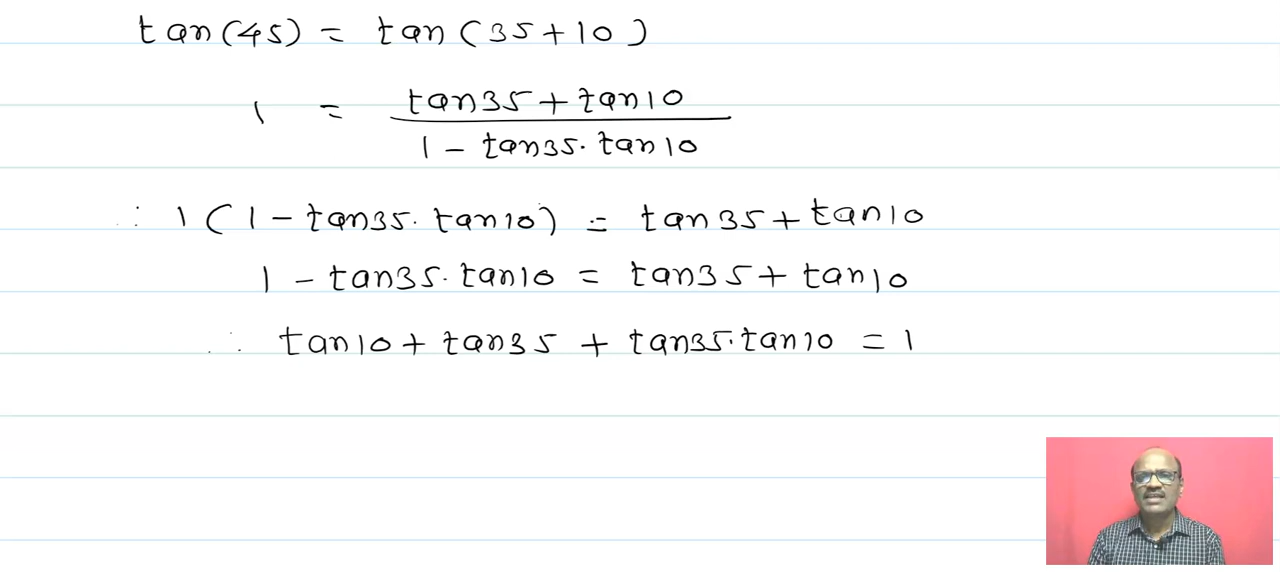 tan(45) = tan(35+10)
1 = tan35 + tan10 / 1 - tan35. tan10
∴ 1(1 - tan35. tan10) = tan35 + tan10
1 - tan35. tan10 = tan35 + tan10
∴ tan10 + tan35 + tan35. tan10 = 1